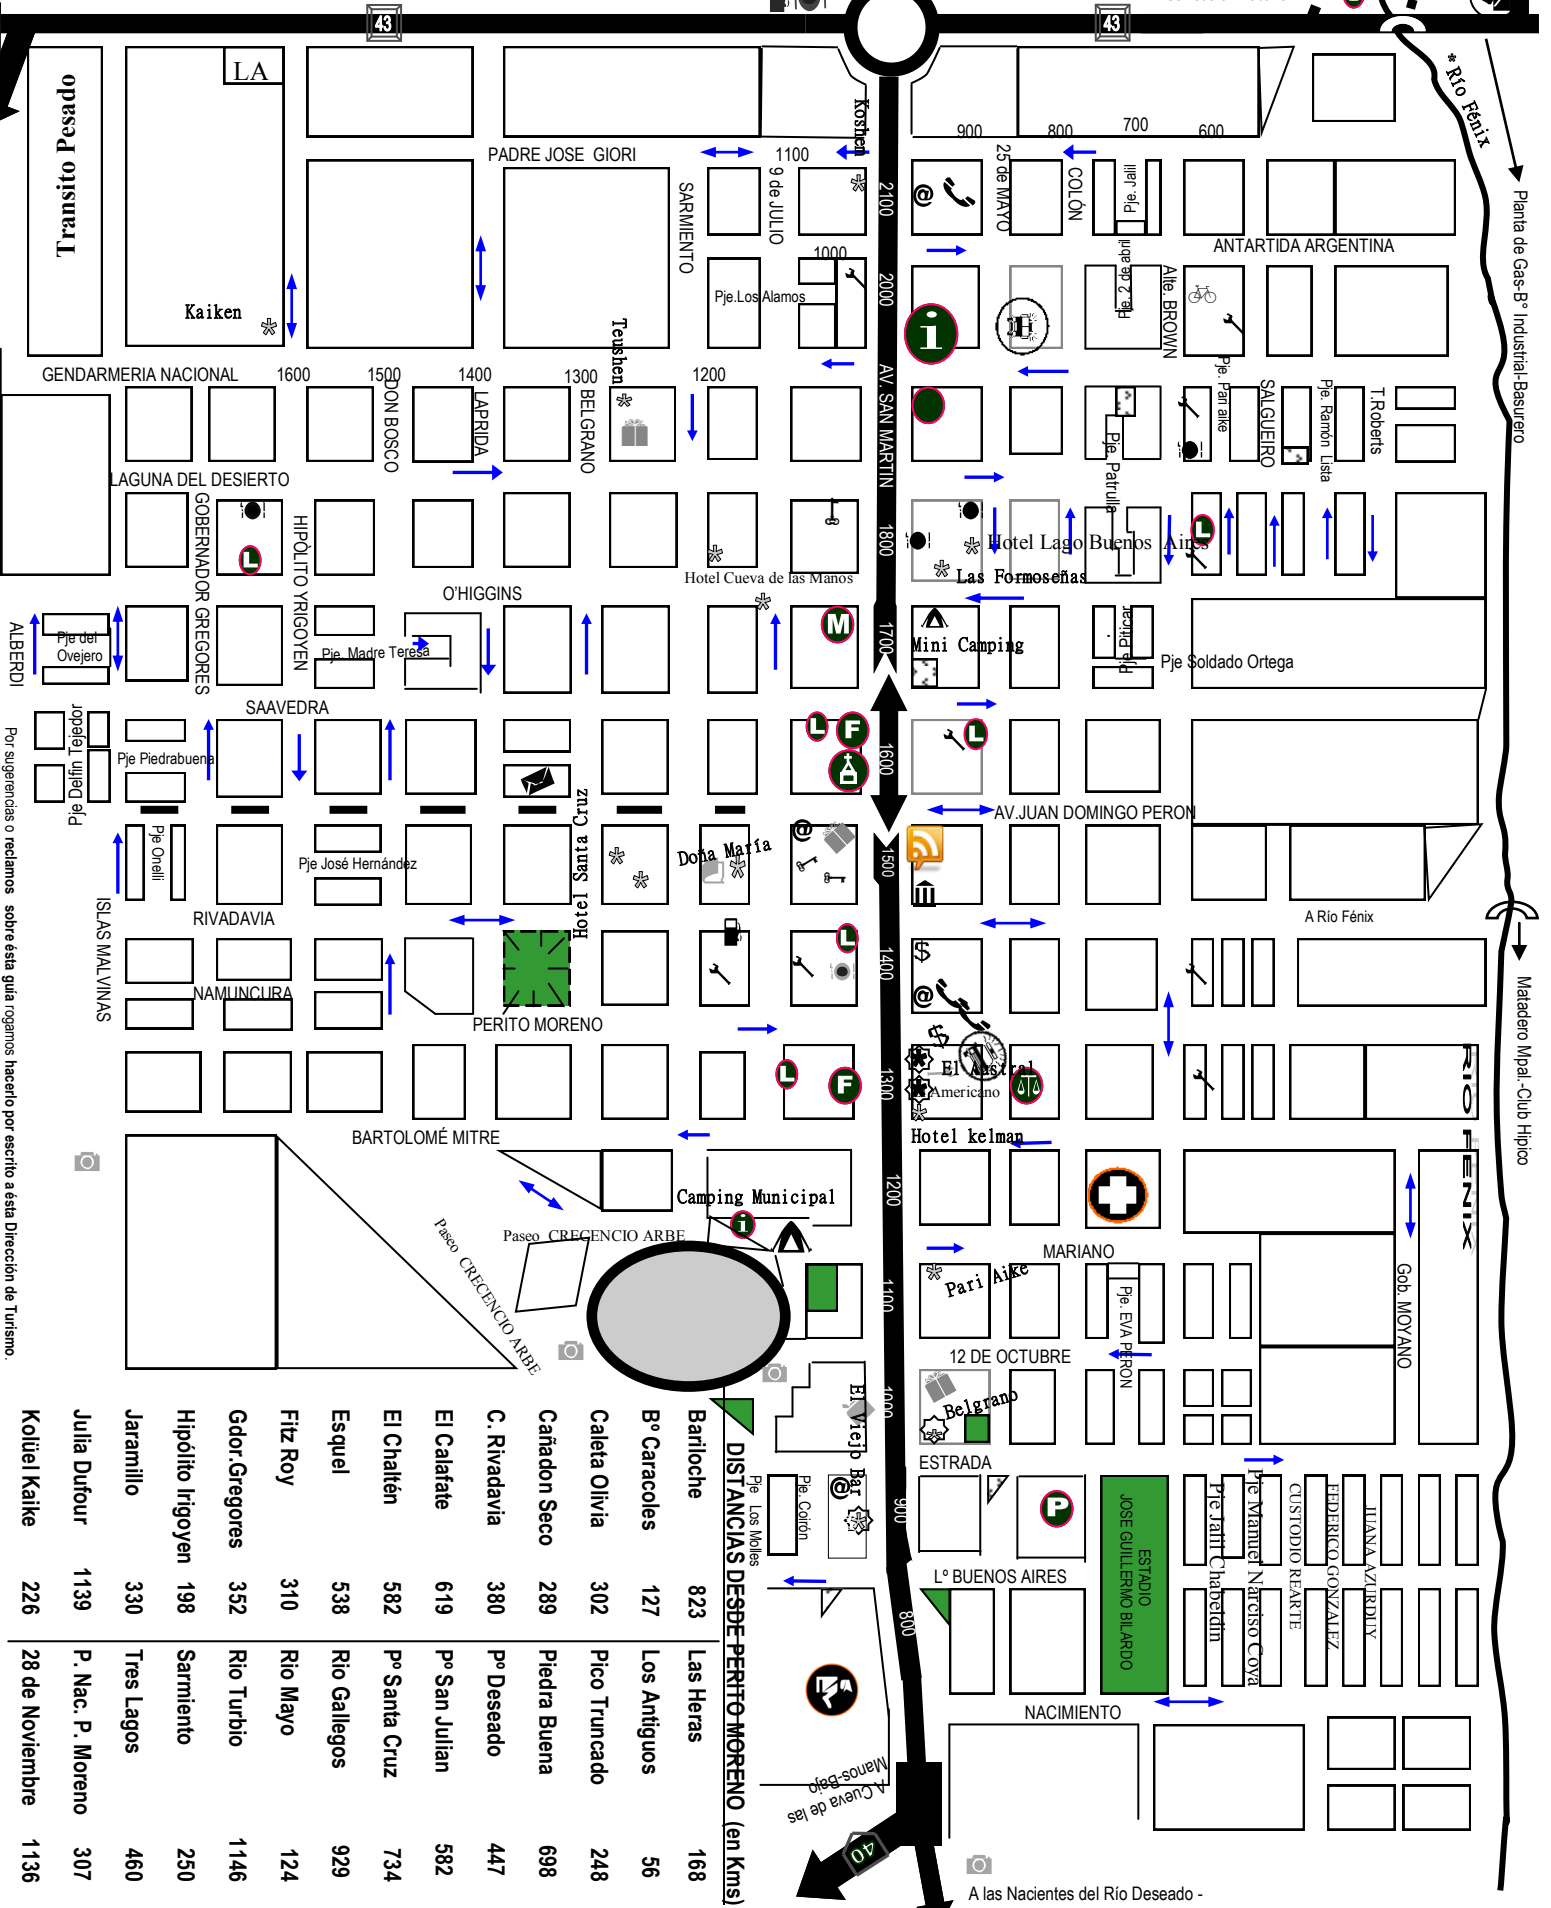 43
43
LA
Transito Pesado
Koshen
900
800
700
600
* Río Fénix
PADRE JOSE GIORI
1100
9 de JULIO
SARMIENTO
2100
@
25 de MAYO
COLÓN
Pje. Jalil
ANTARTIDA ARGENTINA
Planta de Gas-B° Industrial-Basurero
1000
Pje.Los Alamos
2000
Pje. 2 de abril
Alte. BROWN
Kaiken
Teushen
i
GENDARMERIA NACIONAL
1600
1500
1400
1300
1200
DON BOSCO
LAPRIDA
BELGRANO
AV. SAN MARTIN
Pje. Patrulla
Pje. Pari aike
SALGUEIRO
Pje. Ramón Lista
T.Roberts
LAGUNA DEL DESIERTO
GOBERNADOR GREGORES
HIPÒLITO YRIGOYEN
L
1800
Hotel Lago Buenos Aires
L
Hotel Cueva de las Manos
Las Formoseñas
O'HIGGINS
ALBERDI
Pje del
Ovejero
Pje. Madre Teresa
M
1700
Mini Camping
Pje Soldado Ortega
SAAVEDRA
Pje Delfin Tejedor
Pje Piedrabuena
L
F
1600
L
AV.JUAN DOMINGO PERON
Pje Onelli
Pje José Hernández
Hotel Santa Cruz
Doña María
@
1500
ISLAS MALVINAS
RIVADAVIA
A Río Fénix
L
1400
$
@
NAMUNCURA
PERITO MORENO
Matadero Mpal.-Club Hipico
L
F
1300
$
El Austral
Americano
RIO FENIX
BARTOLOMÉ MITRE
Hotel kelman
1200
Camping Municipal
i
Paseo CRECENCIO ARBE
Paseo CRECENCIO ARBE
MARIANO
Pari Aike
1100
Pje. EVA PERON
Gob. MOYANO
12 DE OCTUBRE
1000
Belgrano
El Viejo Bar
ESTRADA
@
Pje. Coirón
Pje Los Molles
900
P
ESTADIO
JOSE GUILLERMO BILARDO
Pje Jalil Chabeldin
Pje Manuel Narciso Coya
CUSTODIO REARTE
FEDERICO GONZALEZ
JUANA AZURDUY
Lº BUENOS AIRES
800
NACIMIENTO
A Cueva de las
Manos-Bajo
40
A las Nacientes del Río Deseado -
Por sugerencias o reclamos sobre ésta guía rogamos hacerlo por escrito a ésta Dirección de Turismo.
DISTANCIAS DESDE PERITO MORENO (en Kms)
Bariloche 823 Las Heras 168
Bº Caracoles 127 Los Antiguos 56
Caleta Olivia 302 Pico Truncado 248
Cañadon Seco 289 Piedra Buena 698
C. Rivadavia 380 Pº Deseado 447
El Calafate 619 Pº San Julian 582
El Chaltén 582 Pº Santa Cruz 734
Esquel 538 Rio Gallegos 929
Fitz Roy 310 Rio Mayo 124
Gdor.Gregores 352 Rio Turbio 1146
Hipólito Irigoyen 198 Sarmiento 250
Jaramillo 330 Tres Lagos 460
Julia Dufour 1139 P. Nac. P. Moreno 307
Kolüel Kaike 226 28 de Noviembre 1136